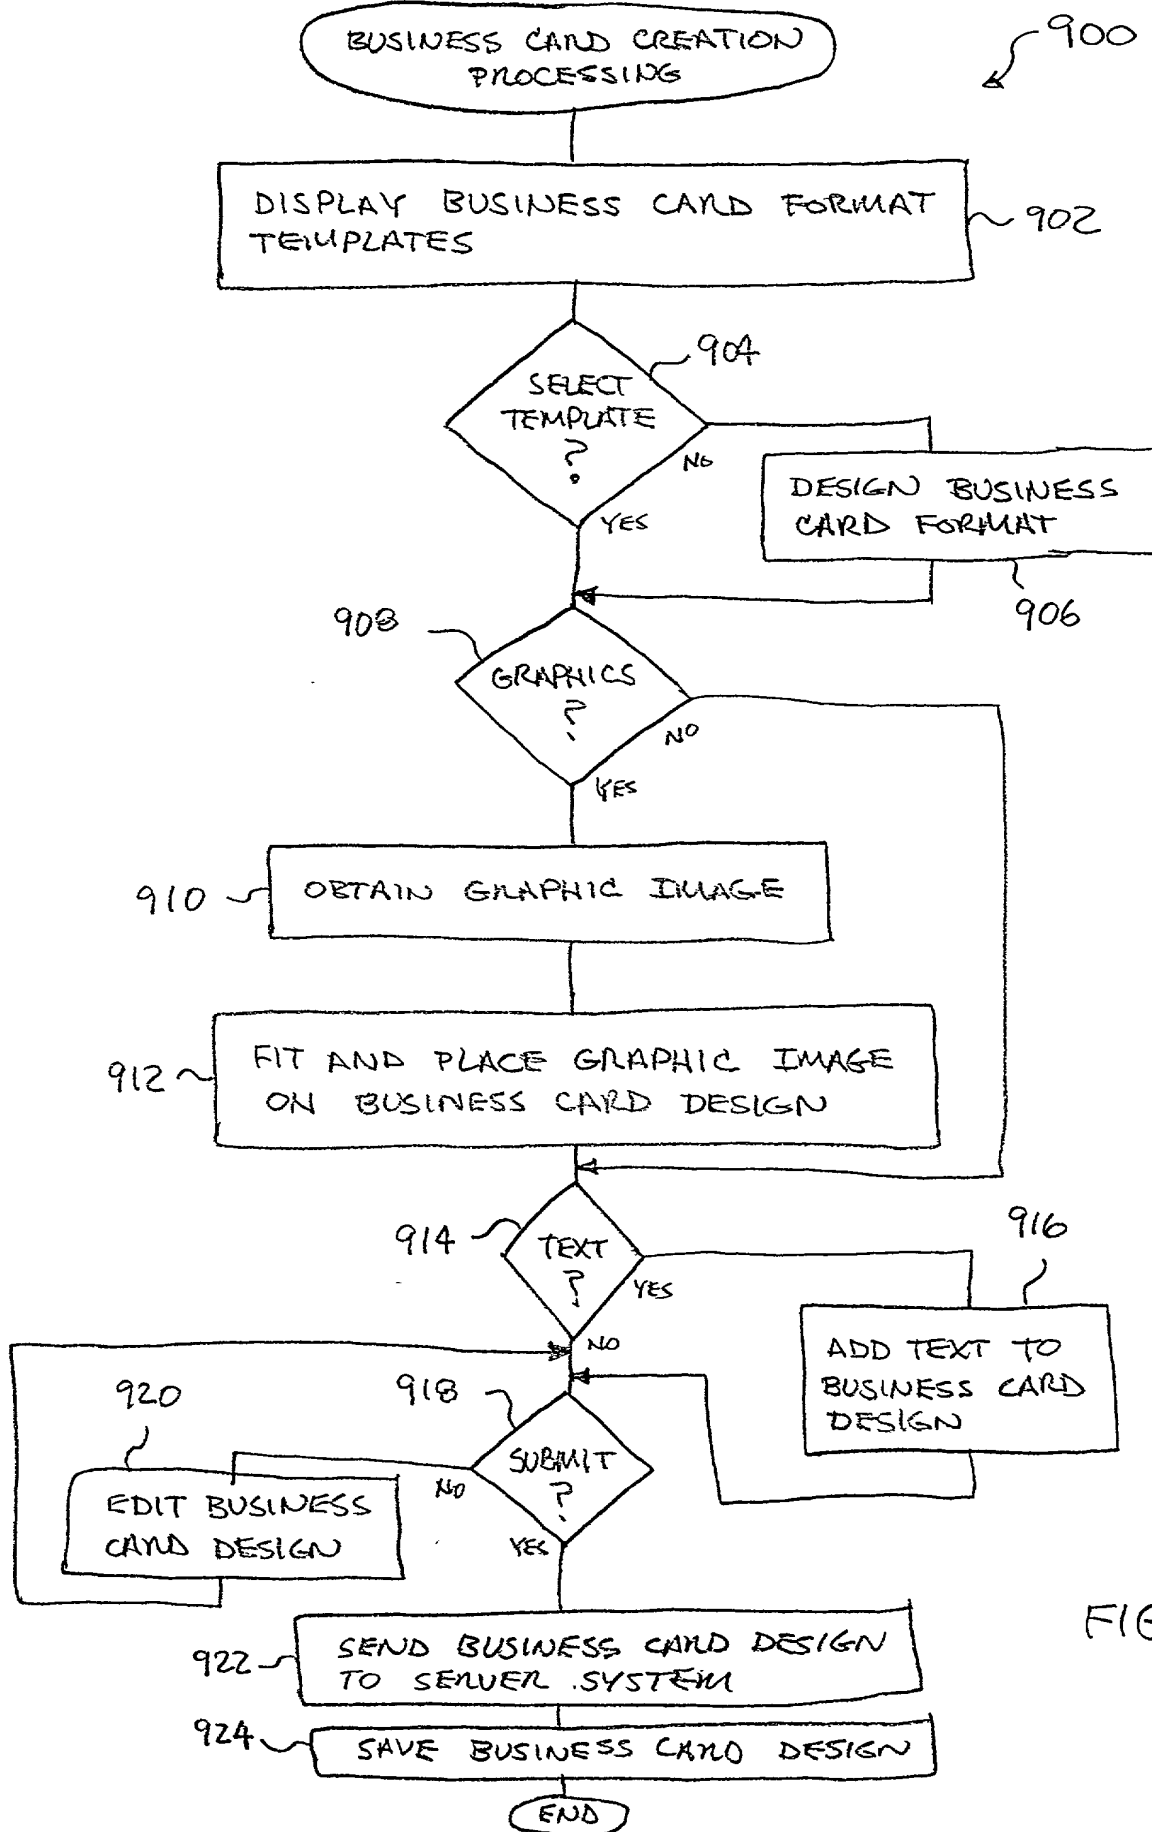 BUSINESS CARD CREATION
PROCESSING
900
DISPLAY BUSINESS CARD FORMAT
TEMPLATES
902
904
SELECT
TEMPLATE
?
NO
YES
DESIGN BUSINESS
CARD FORMAT
906
908
GRAPHICS
?
NO
YES
910
OBTAIN GRAPHIC IMAGE
912
FIT AND PLACE GRAPHIC IMAGE
ON BUSINESS CARD DESIGN
914
TEXT
?
YES
NO
916
ADD TEXT TO
BUSINESS CARD
DESIGN
918
SUBMIT
?
NO
YES
920
EDIT BUSINESS
CARD DESIGN
922
SEND BUSINESS CARD DESIGN
TO SERVER SYSTEM
924
SAVE BUSINESS CARD DESIGN
END